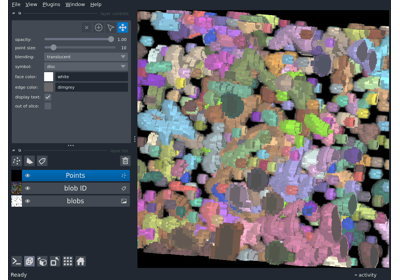 File View Plugins Window Help
opacity: 1.00
point size: 10
blending: translucent
symbol: disc
face color: white
edge color: dimgrey
display text:
out of slice:
Points
blob ID
blobs
Ready
activity